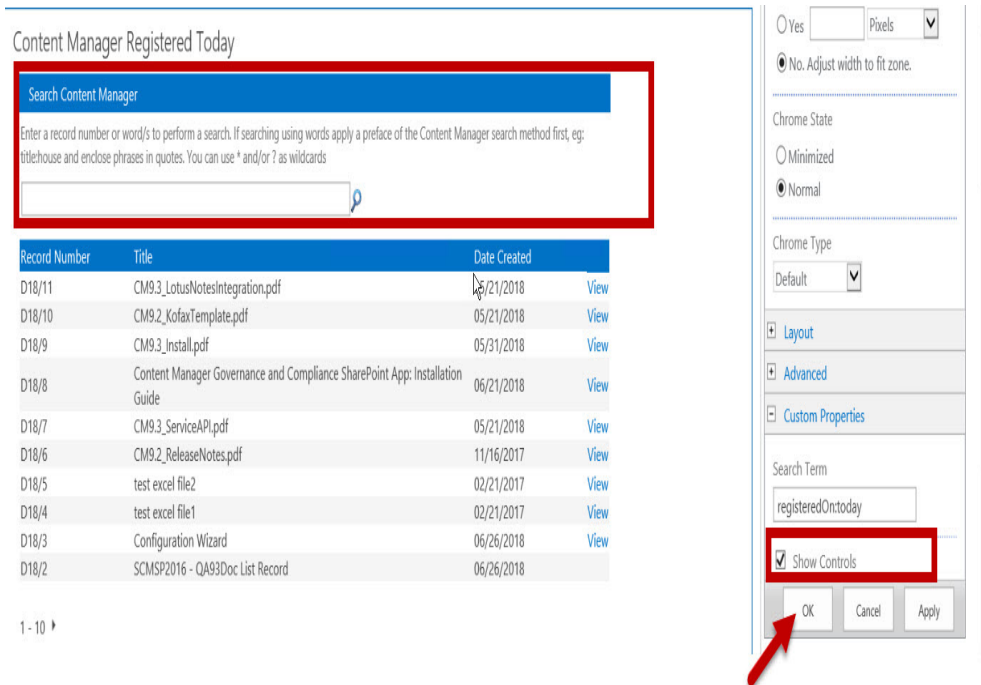 Content Manager Registered Today
Search Content Manager
Enter a record number or word/s to perform a search. If searching using words apply a preface of the Content Manager search method first, eg:
title:house and enclose phrases in quotes. You can use * and/or ? as wildcards
Record Number Title Date Created
D18/11 CM9.3_LotusNotesIntegration.pdf 05/21/2018 View
D18/10 CM9.2_KofaxTemplate.pdf 05/21/2018 View
D18/9 CM9.3_Install.pdf 05/31/2018 View
D18/8 Content Manager Governance and Compliance SharePoint App: Installation Guide 06/21/2018 View
D18/7 CM9.3_ServiceAPI.pdf 05/21/2018 View
D18/6 CM9.2_ReleaseNotes.pdf 11/16/2017 View
D18/5 test excel file2 02/21/2017 View
D18/4 test excel file1 02/21/2017 View
D18/3 Configuration Wizard 06/26/2018 View
D18/2 SCMSP2016 - QA93Doc List Record 06/26/2018
1 - 10
Yes Pixels
No. Adjust width to fit zone.
Chrome State
Minimized
Normal
Chrome Type
Default
Layout
Advanced
Custom Properties
Search Term
registeredOn:today
Show Controls
OK Cancel Apply